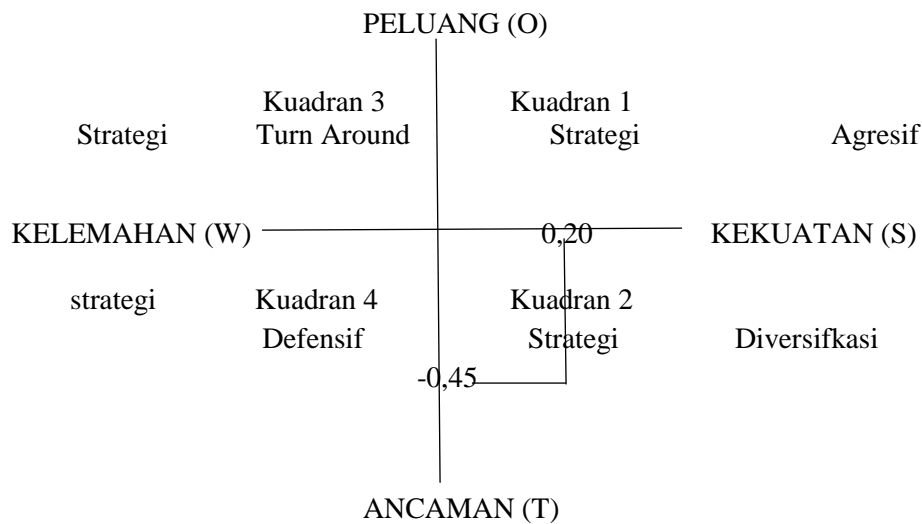 PELUANG (O)
Kuadran 3 Kuadran 1
Strategi Turn Around Strategi Agresif
KELEMAHAN (W) 0,20 KEKUATAN (S)
strategi Kuadran 4 Kuadran 2
Defensif Strategi Diversifkasi
-0,45
ANCAMAN (T)